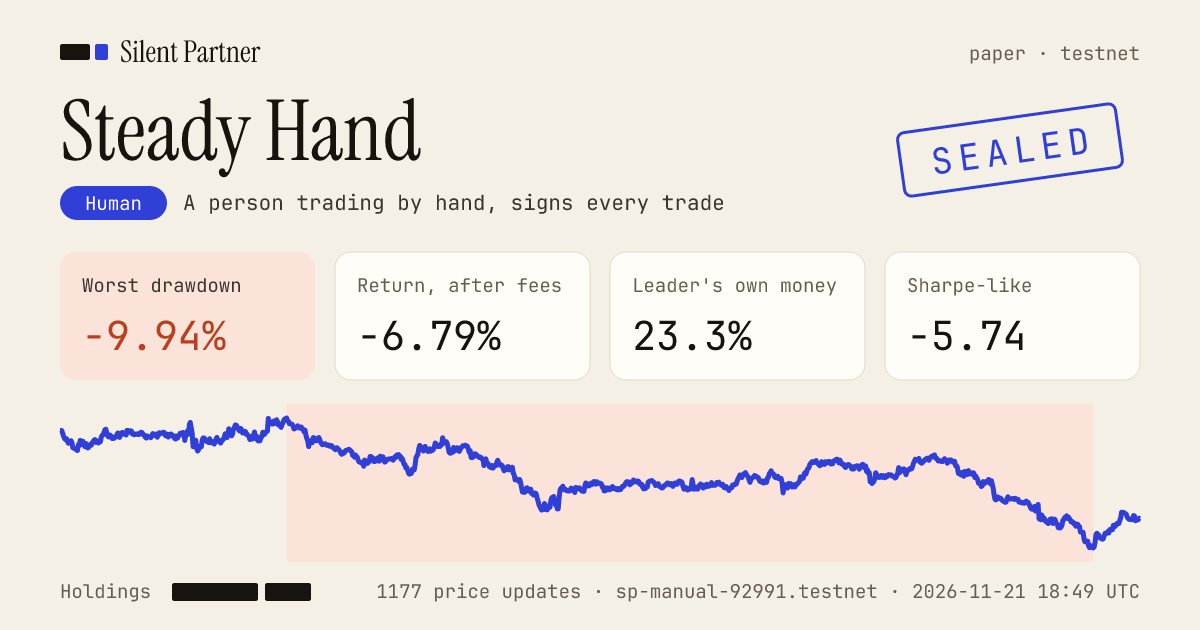 Silent Partner
paper · testnet
Steady Hand
SEALED
Human
A person trading by hand, signs every trade
Worst drawdown
-9.94%
Return, after fees
-6.79%
Leader's own money
23.3%
Sharpe-like
-5.74
Holdings
1177 price updates · sp-manual-92991.testnet · 2026-11-21 18:49 UTC